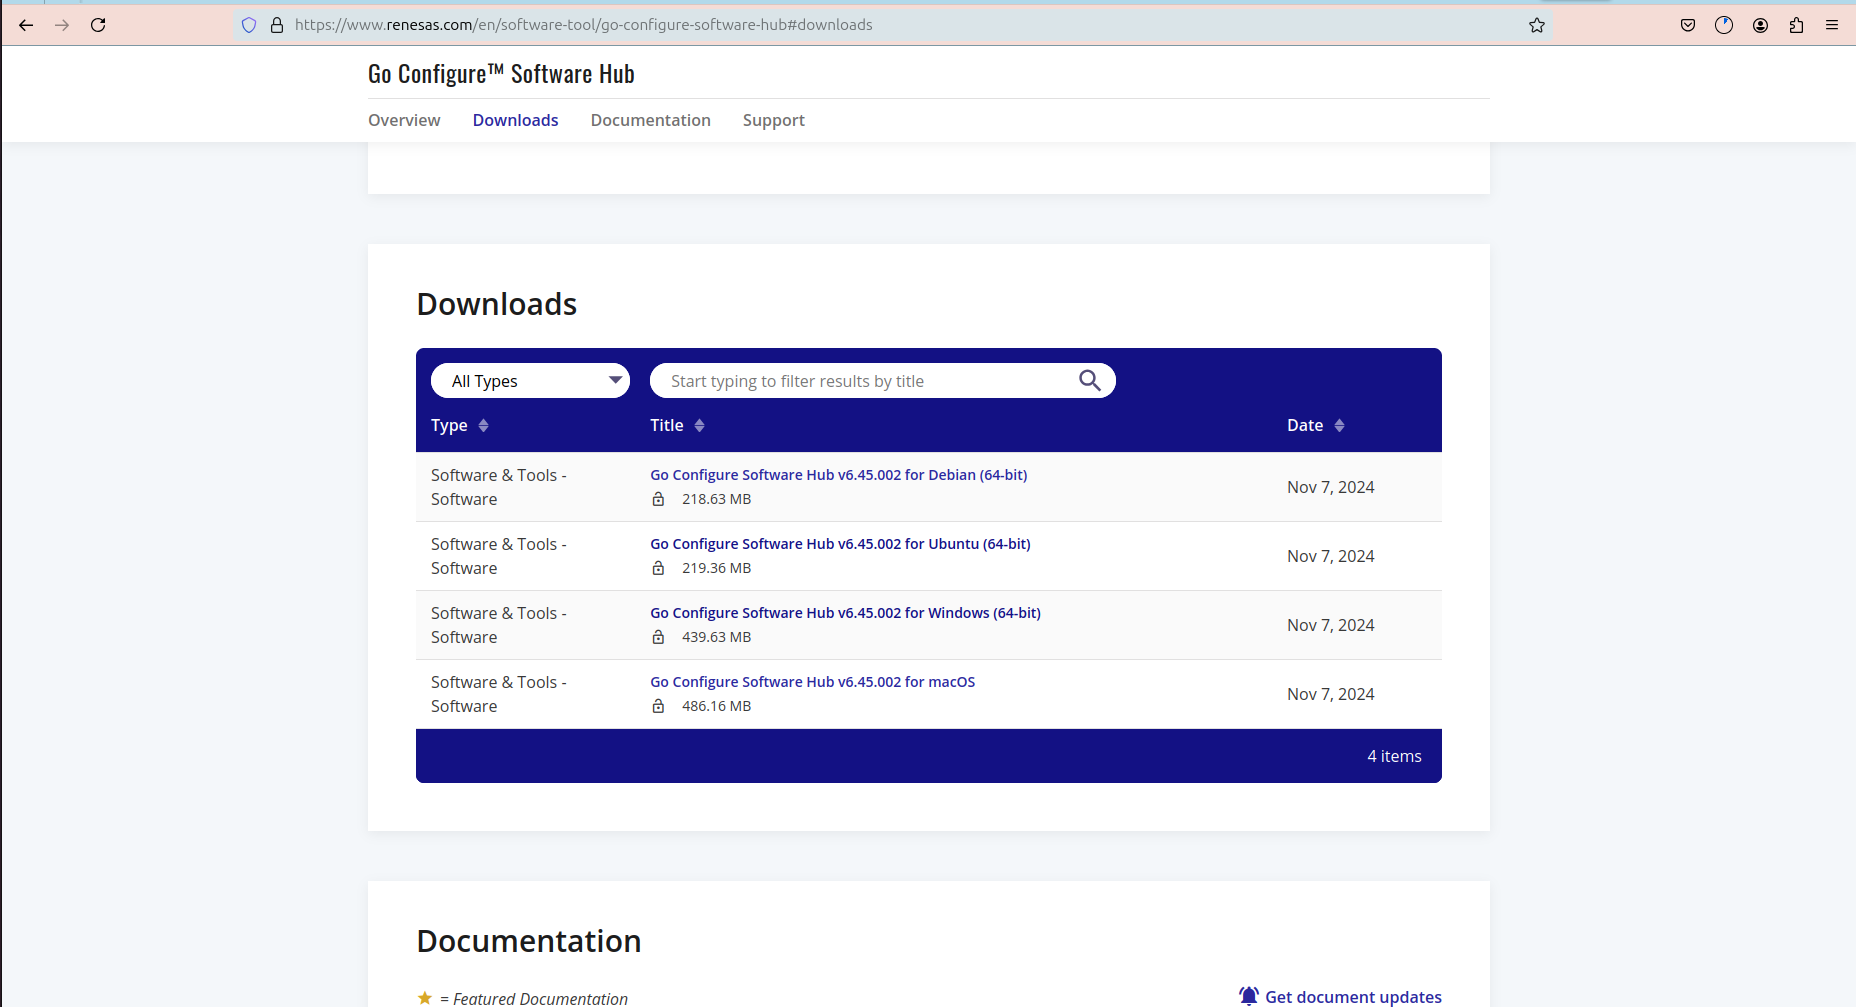 https://www.renesas.com/en/software-tool/go-configure-software-hub#downloads
Go Configure™ Software Hub
Overview Downloads Documentation Support
Downloads
All Types Start typing to filter results by title
Type Title Date
Software & Tools - Software Go Configure Software Hub v6.45.002 for Debian (64-bit) 218.63 MB Nov 7, 2024
Software & Tools - Software Go Configure Software Hub v6.45.002 for Ubuntu (64-bit) 219.36 MB Nov 7, 2024
Software & Tools - Software Go Configure Software Hub v6.45.002 for Windows (64-bit) 439.63 MB Nov 7, 2024
Software & Tools - Software Go Configure Software Hub v6.45.002 for macOS 486.16 MB Nov 7, 2024
4 items
Documentation
= Featured Documentation Get document updates